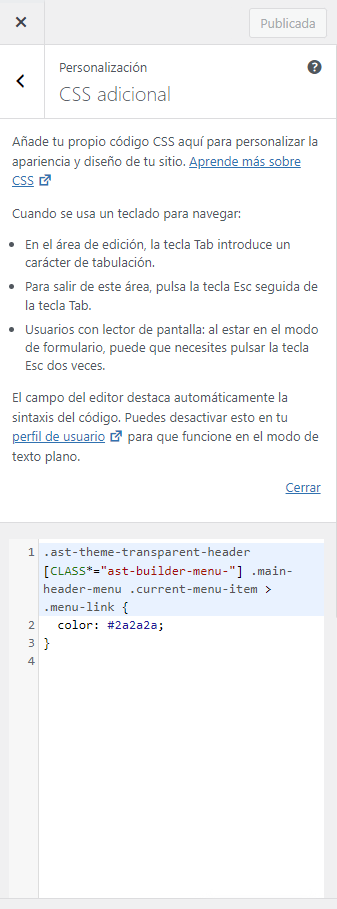 Publicada
Personalización
CSS adicional
Añade tu propio código CSS aquí para personalizar la
apariencia y diseño de tu sitio. Aprende más sobre
CSS
Cuando se usa un teclado para navegar:
• En el área de edición, la tecla Tab introduce un
carácter de tabulación.
• Para salir de este área, pulsa la tecla Esc seguida de
la tecla Tab.
• Usuarios con lector de pantalla: al estar en el modo
de formulario, puede que necesites pulsar la tecla
Esc dos veces.
El campo del editor destaca automáticamente la
sintaxis del código. Puedes desactivar esto en tu
perfil de usuario para que funcione en el modo de
texto plano.
Cerrar
1 .ast-theme-transparent-header
[CLASS*="ast-builder-menu-"] .main-
header-menu .current-menu-item >
.menu-link {
2 color: #2a2a2a;
3 }
4